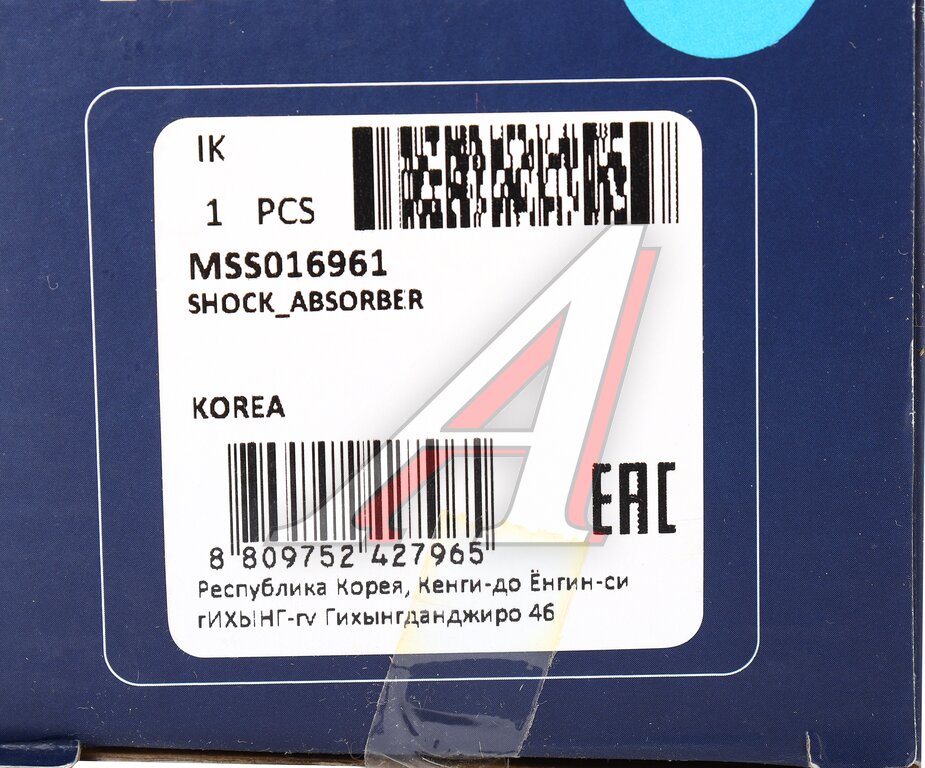 IK
1 PCS
MSS016961
SHOCK_ABSORBER
KOREA
EAC
8 809752 427965
Республика Корея, Кенги-до Ёнгин-си
гИХЫНГ-гу Гихынгданджиро 46